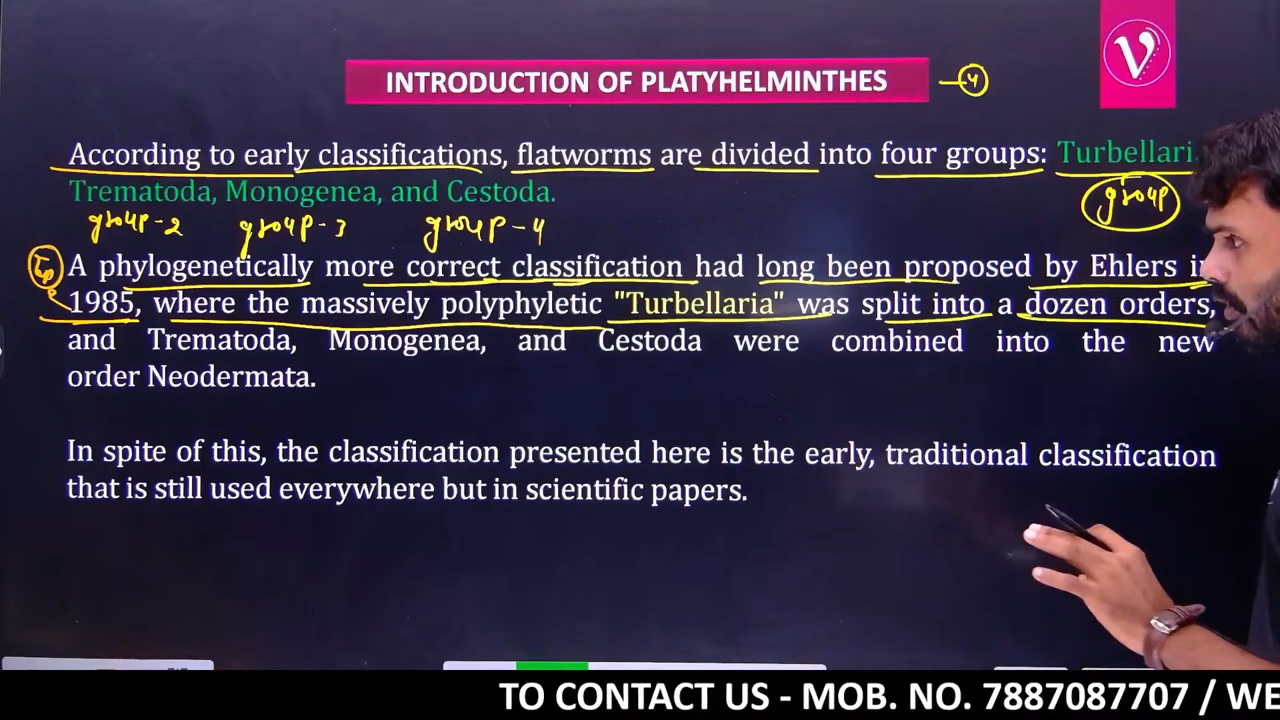 INTRODUCTION OF PLATYHELMINTHES
4
V
According to early classifications, flatworms are divided into four groups: Turbellari
Trematoda, Monogenea, and Cestoda.
group
group-2 group-3 group-4
A phylogenetically more correct classification had long been proposed by Ehlers i
1985, where the massively polyphyletic "Turbellaria" was split into a dozen orders,
and Trematoda, Monogenea, and Cestoda were combined into the new
order Neodermata.
In spite of this, the classification presented here is the early, traditional classification
that is still used everywhere but in scientific papers.
TO CONTACT US - MOB. NO. 7887087707 / WE